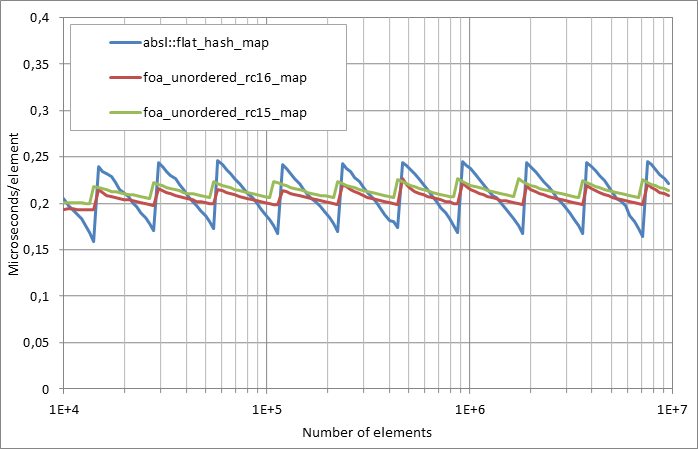 0,4
0,35
0,3
0,25
0,2
0,15
0,1
0,05
0
Microseconds/element
absl::flat_hash_map
foa_unordered_rc16_map
foa_unordered_rc15_map
1E+4
1E+5
1E+6
1E+7
Number of elements